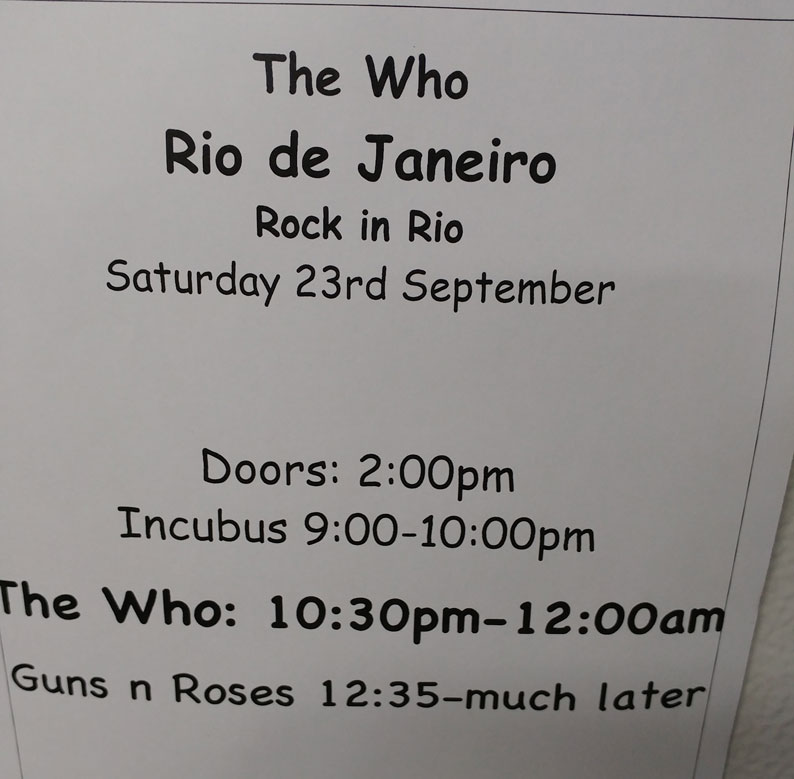 The Who
Rio de Janeiro
Rock in Rio
Saturday 23rd September
Doors: 2:00pm
Incubus 9:00-10:00pm
The Who: 10:30pm-12:00am
Guns n Roses 12:35-much later